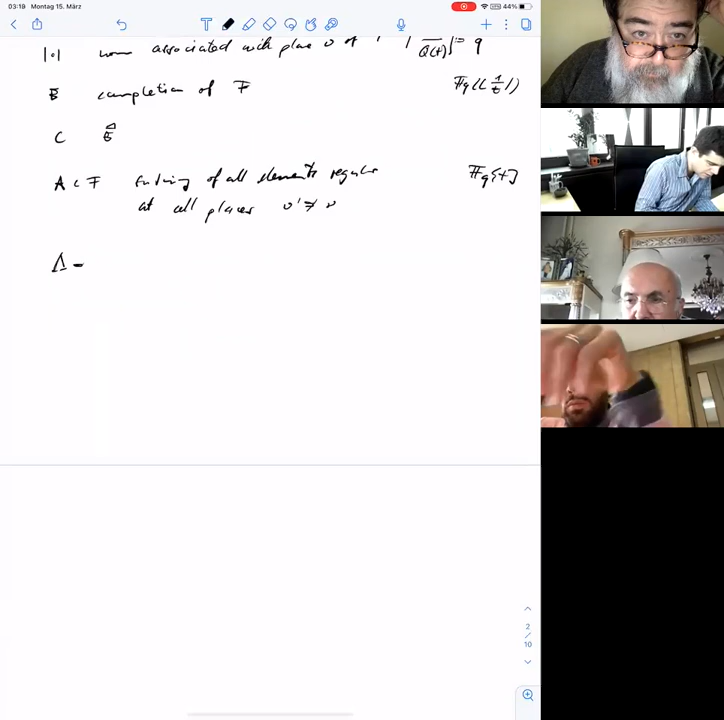 03:19 Montag 15. März
44%
|·| norm associated with place v of
E completion of F 𝔽q((1/t))
C Ê
A ⊂ F subring of all elements regular 𝔽q[t]
at all places v' ≠ v
Λ -
2
/
10